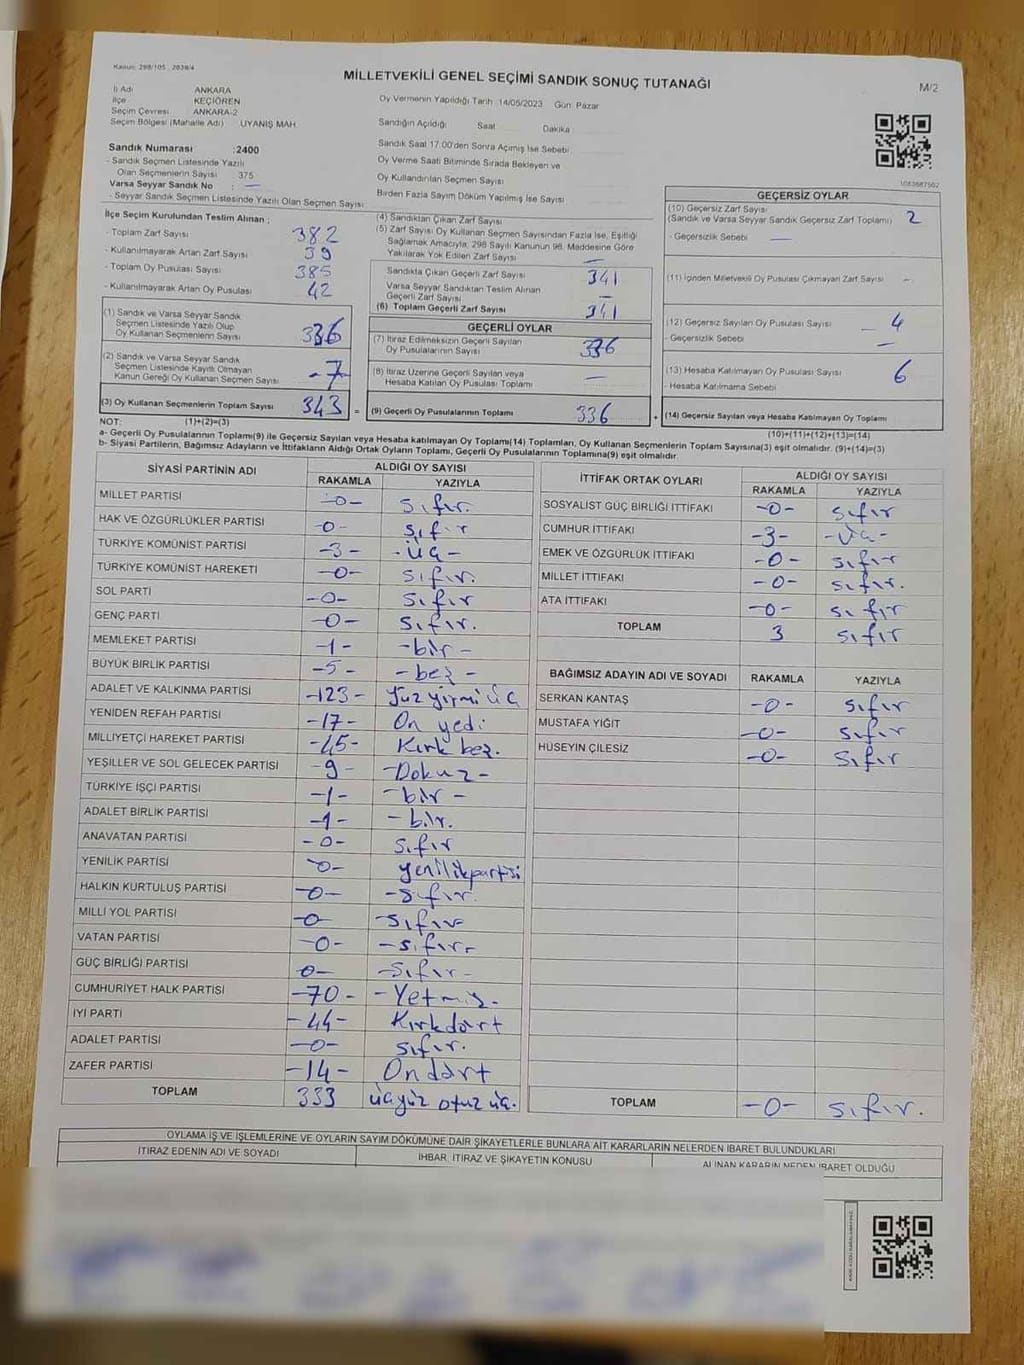 Kanun: 298/105 , 2839/4
MİLLETVEKİLİ GENEL SEÇİMİ SANDIK SONUÇ TUTANAĞI
M/2
İl Adı ANKARA
İlçe KEÇİÖREN
Seçim Çevresi ANKARA-2
Seçim Bölgesi (Mahalle Adı) UYANIŞ MAH.
Oy Vermenin Yapıldığı Tarih 14/05/2023 Gün: Pazar
Sandığın Açıldığı Saat Dakika
Sandık Saat 17.00'den Sonra Açılmış İse Sebebi
Oy Verme Saati Bitiminde Sırada Bekleyen ve
Oy Kullandırılan Seçmen Sayısı
Birden Fazla Sayım Döküm Yapılmış İse Sayısı
Sandık Numarası :2400
- Sandık Seçmen Listesinde Yazılı
Olan Seçmenlerin Sayısı : 375
Varsa Seyyar Sandık No : —
- Seyyar Sandık Seçmen Listesinde Yazılı Olan Seçmen Sayısı
İlçe Seçim Kurulundan Teslim Alınan ;
- Toplam Zarf Sayısı 382
- Kullanılmayarak Artan Zarf Sayısı 39
- Toplam Oy Pusulası Sayısı 385
- Kullanılmayarak Artan Oy Pusulası 42
(1) Sandık ve Varsa Seyyar Sandık
Seçmen Listesinde Yazılı Olup
Oy Kullanan Seçmenlerin Sayısı 336
(2) Sandık ve Varsa Seyyar Sandık
Seçmen Listesinde Kayıtlı Olmayan
Kanun Gereği Oy Kullanan Seçmen Sayısı -7
(3) Oy Kullanan Seçmenlerin Toplam Sayısı 343 =
(4) Sandıktan Çıkan Zarf Sayısı
(5) Zarf Sayısı Oy Kullanan Seçmen Sayısından Fazla İse, Eşitliği
Sağlamak Amacıyla, 298 Sayılı Kanunun 98. Maddesine Göre
Yakılarak Yok Edilen Zarf Sayısı —
Sandıkta Çıkan Geçerli Zarf Sayısı 341
Varsa Seyyar Sandıktan Teslim Alınan
Geçerli Zarf Sayısı —
(6) Toplam Geçerli Zarf Sayısı 341
GEÇERLİ OYLAR
(7) İtiraz Edilmeksizin Geçerli Sayılan
Oy Pusulalarının Sayısı 336
(8) İtiraz Üzerine Geçerli Sayılan veya
Hesaba Katılan Oy Pusulası Toplamı —
(9) Geçerli Oy Pusulalarının Toplamı 336 +
1083687502
GEÇERSİZ OYLAR
(10) Geçersiz Zarf Sayısı
(Sandık ve Varsa Seyyar Sandık Geçersiz Zarf Toplamı) 2
- Geçersizlik Sebebi —
(11) İçinden Milletvekili Oy Pusulası Çıkmayan Zarf Sayısı -
(12) Geçersiz Sayılan Oy Pusulası Sayısı - 4
- Geçersizlik Sebebi —
(13) Hesaba Katılmayan Oy Pusulası Sayısı 6
- Hesaba Katılmama Sebebi
(14) Geçersiz Sayılan veya Hesaba Katılmayan Oy Toplamı
NOT: (1)+(2)=(3) (10)+(11)+(12)+(13)=(14)
a- Geçerli Oy Pusulalarının Toplamı(9) ile Geçersiz Sayılan veya Hesaba katılmayan Oy Toplam(14) Toplamları, Oy Kullanan Seçmenlerin Toplam Sayısına(3) eşit olmalıdır. (9)+(14)=(3)
b- Siyasi Partilerin, Bağımsız Adayların ve İttifakların Aldığı Ortak Oyların Toplamı, Geçerli Oy Pusulalarının Toplamına(9) eşit olmalıdır.
SİYASİ PARTİNİN ADI ALDIĞI OY SAYISI
RAKAMLA YAZIYLA
MİLLET PARTİSİ -0- sıfır.
HAK VE ÖZGÜRLÜKLER PARTİSİ -0- sıfır
TÜRKİYE KOMÜNİST PARTİSİ -3- -üç-
TÜRKİYE KOMÜNİST HAREKETİ -0- sıfır.
SOL PARTİ -0- sıfır
GENÇ PARTİ -0- sıfır.
MEMLEKET PARTİSİ -1- -bir-
BÜYÜK BİRLİK PARTİSİ -5- -beş-
ADALET VE KALKINMA PARTİSİ -123- Yüz yirmi üç
YENİDEN REFAH PARTİSİ -17- On yedi
MİLLİYETÇİ HAREKET PARTİSİ -45- Kırk beş.
YEŞİLLER VE SOL GELECEK PARTİSİ -9- -Dokuz-
TÜRKİYE İŞÇİ PARTİSİ -1- -bir-
ADALET BİRLİK PARTİSİ -1- -bir.
ANAVATAN PARTİSİ -0- sıfır
YENİLİK PARTİSİ -0- yenilikpartisi
HALKIN KURTULUŞ PARTİSİ -0- -sıfır.
MİLLİ YOL PARTİSİ -0- -sıfır-
VATAN PARTİSİ -0- -sıfır-
GÜÇ BİRLİĞİ PARTİSİ 0- -sıfır-
CUMHURİYET HALK PARTİSİ -70- -Yetmiş-
İYİ PARTİ -44- Kırkdört
ADALET PARTİSİ -0- sıfır.
ZAFER PARTİSİ -14- Ondört
TOPLAM 333 üçyüz otuz üç.
İTTİFAK ORTAK OYLARI ALDIĞI OY SAYISI
RAKAMLA YAZIYLA
SOSYALİST GÜÇ BİRLİĞİ İTTİFAKI -0- sıfır
CUMHUR İTTİFAKI -3- -üç-
EMEK VE ÖZGÜRLÜK İTTİFAKI -0- sıfır
MİLLET İTTİFAKI -0- sıfır.
ATA İTTİFAKI -0- sıfır
TOPLAM 3 sıfır
BAĞIMSIZ ADAYIN ADI VE SOYADI RAKAMLA YAZIYLA
SERKAN KANTAŞ -0- sıfır
MUSTAFA YİĞİT -0- sıfır
HÜSEYİN ÇİLESİZ -0- sıfır
TOPLAM -0- sıfır.
OYLAMA İŞ VE İŞLEMLERİNE VE OYLARIN SAYIM DÖKÜMÜNE DAİR ŞİKAYETLERLE BUNLARA AİT KARARLARIN NELERDEN İBARET BULUNDUKLARI
İTİRAZ EDENİN ADI VE SOYADI İHBAR, İTİRAZ VE ŞİKAYETİN KONUSU ALINAN KARARIN NEDEN İBARET OLDUĞU